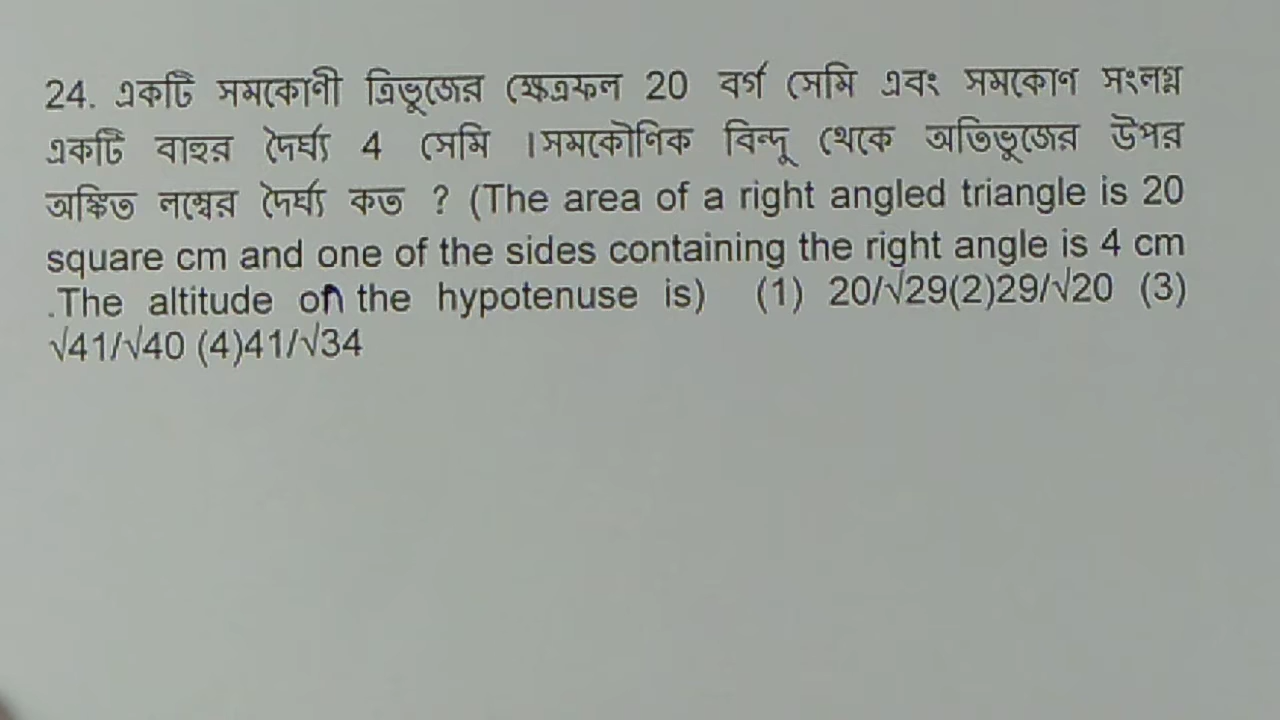 24. একটি সমকোণী ত্রিভূজের ক্ষেত্রফল 20 বর্গ সেমি এবং সমকোণ সংলগ্ন
একটি বাহুর দৈর্ঘ্য 4 সেমি ।সমকৌণিক বিন্দু থেকে অতিভূজের উপর
অঙ্কিত লম্বের দৈর্ঘ্য কত ? (The area of a right angled triangle is 20
square cm and one of the sides containing the right angle is 4 cm
.The altitude on the hypotenuse is) (1) 20/√29(2)29/√20 (3)
√41/√40 (4)41/√34